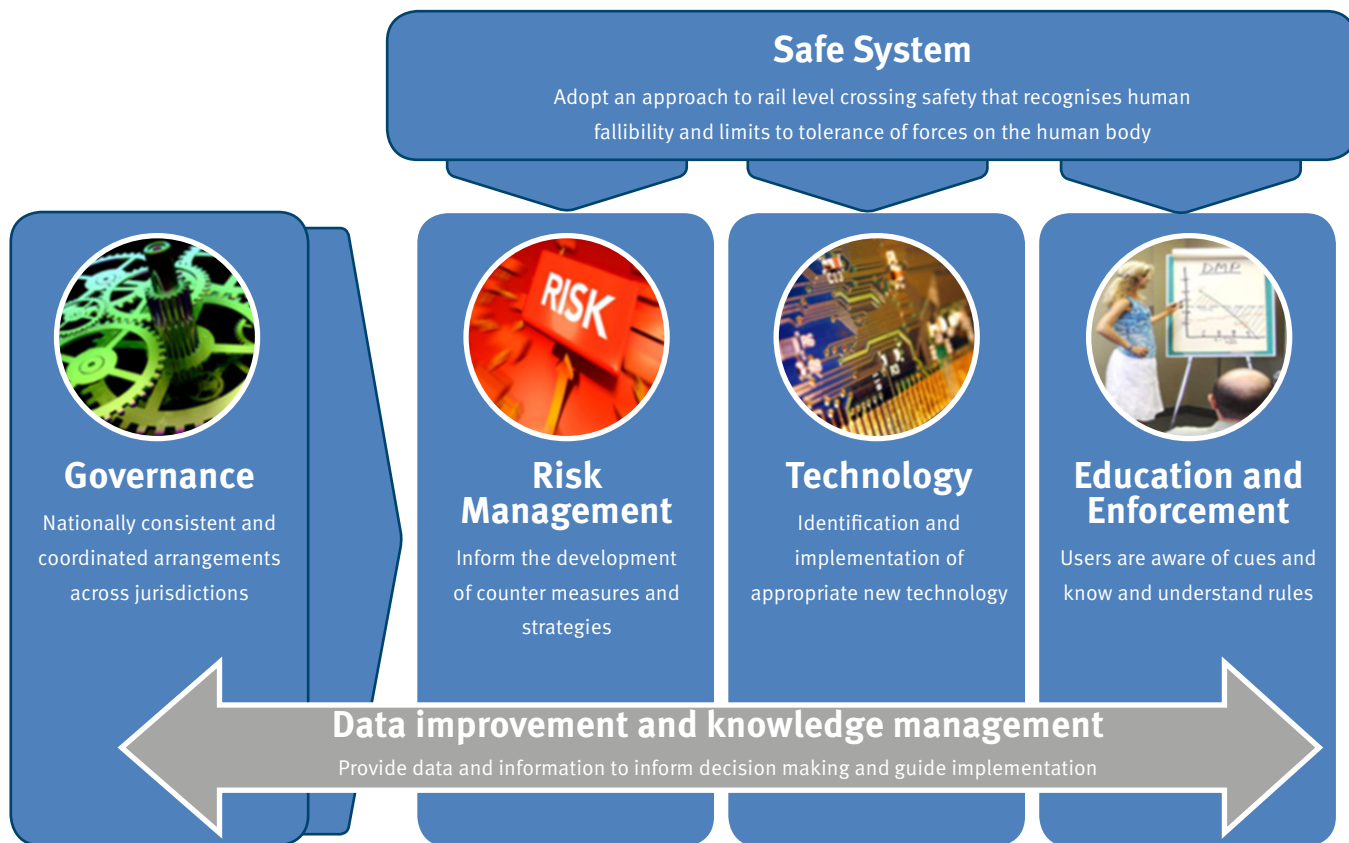 Safe System
Adopt an approach to rail level crossing safety that recognises human
fallibility and limits to tolerance of forces on the human body
RISK
DMP
Governance
Nationally consistent and
coordinated arrangements
across jurisdictions
Risk
Management
Inform the development
of counter measures and
strategies
Technology
Identification and
implementation of
appropriate new technology
Education and
Enforcement
Users are aware of cues and
know and understand rules
Data improvement and knowledge management
Provide data and information to inform decision making and guide implementation